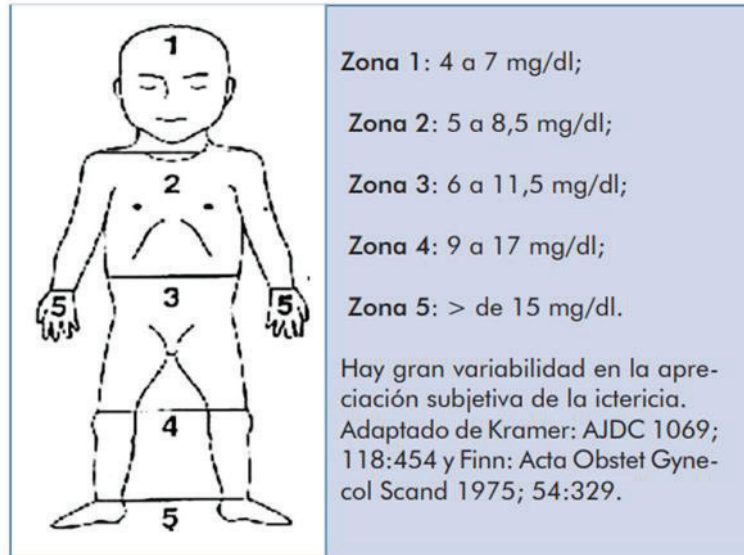 1
2
3
5
5
4
5
Zona 1: 4 a 7 mg/dl;
Zona 2: 5 a 8,5 mg/dl;
Zona 3: 6 a 11,5 mg/dl;
Zona 4: 9 a 17 mg/dl;
Zona 5: > de 15 mg/dl.
Hay gran variabilidad en la apre-
ciación subjetiva de la ictericia.
Adaptado de Kramer: AJDC 1069;
118:454 y Finn: Acta Obstet Gyne-
col Scand 1975; 54:329.